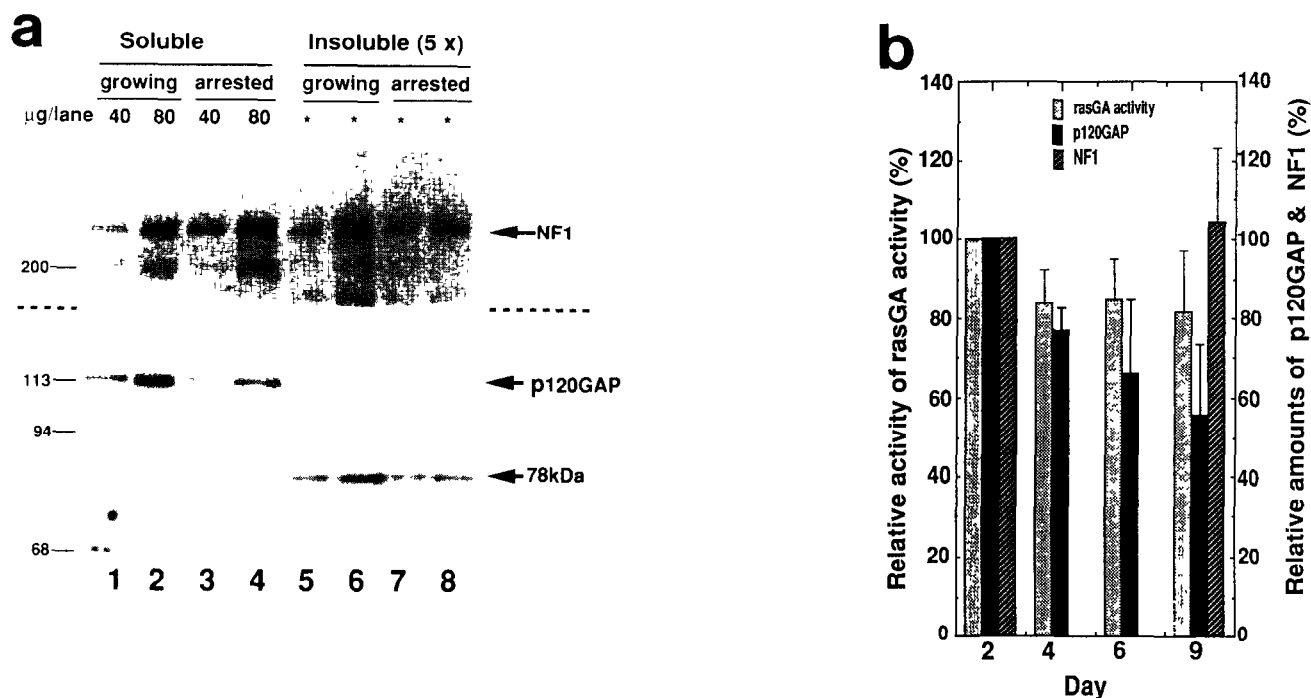 a
Soluble Insoluble (5 x)
growing arrested growing arrested
μg/lane 40 80 40 80 * * * *
NF1
200
113
p120GAP
94
78kDa
68
1 2 3 4 5 6 7 8
b
Relative activity of rasGA activity (%)
140
120
100
80
60
40
20
0
rasGA activity
p120GAP
NF1
140
120
100
80
60
40
20
0
Relative amounts of p120GAP & NF1 (%)
2 4 6 9
Day